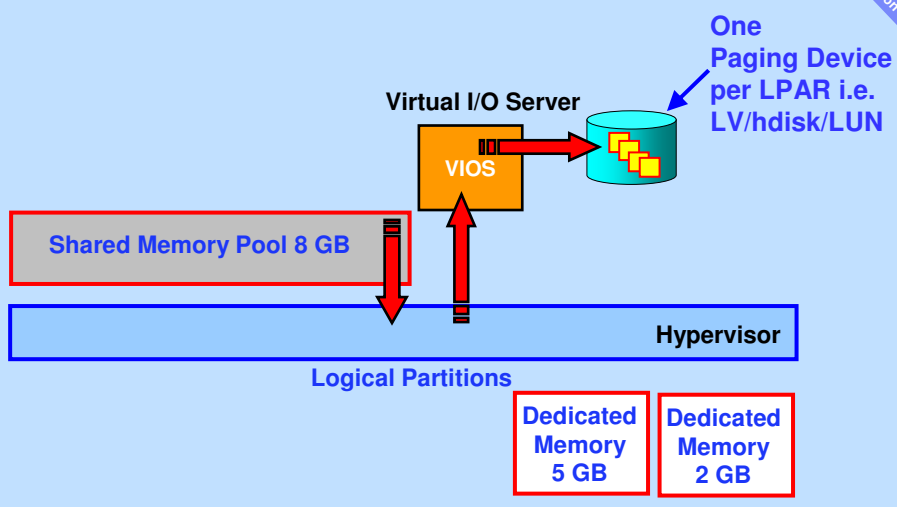 One
Paging Device
per LPAR i.e.
LV/hdisk/LUN
Virtual I/O Server
VIOS
Shared Memory Pool 8 GB
Hypervisor
Logical Partitions
Dedicated
Memory
5 GB
Dedicated
Memory
2 GB